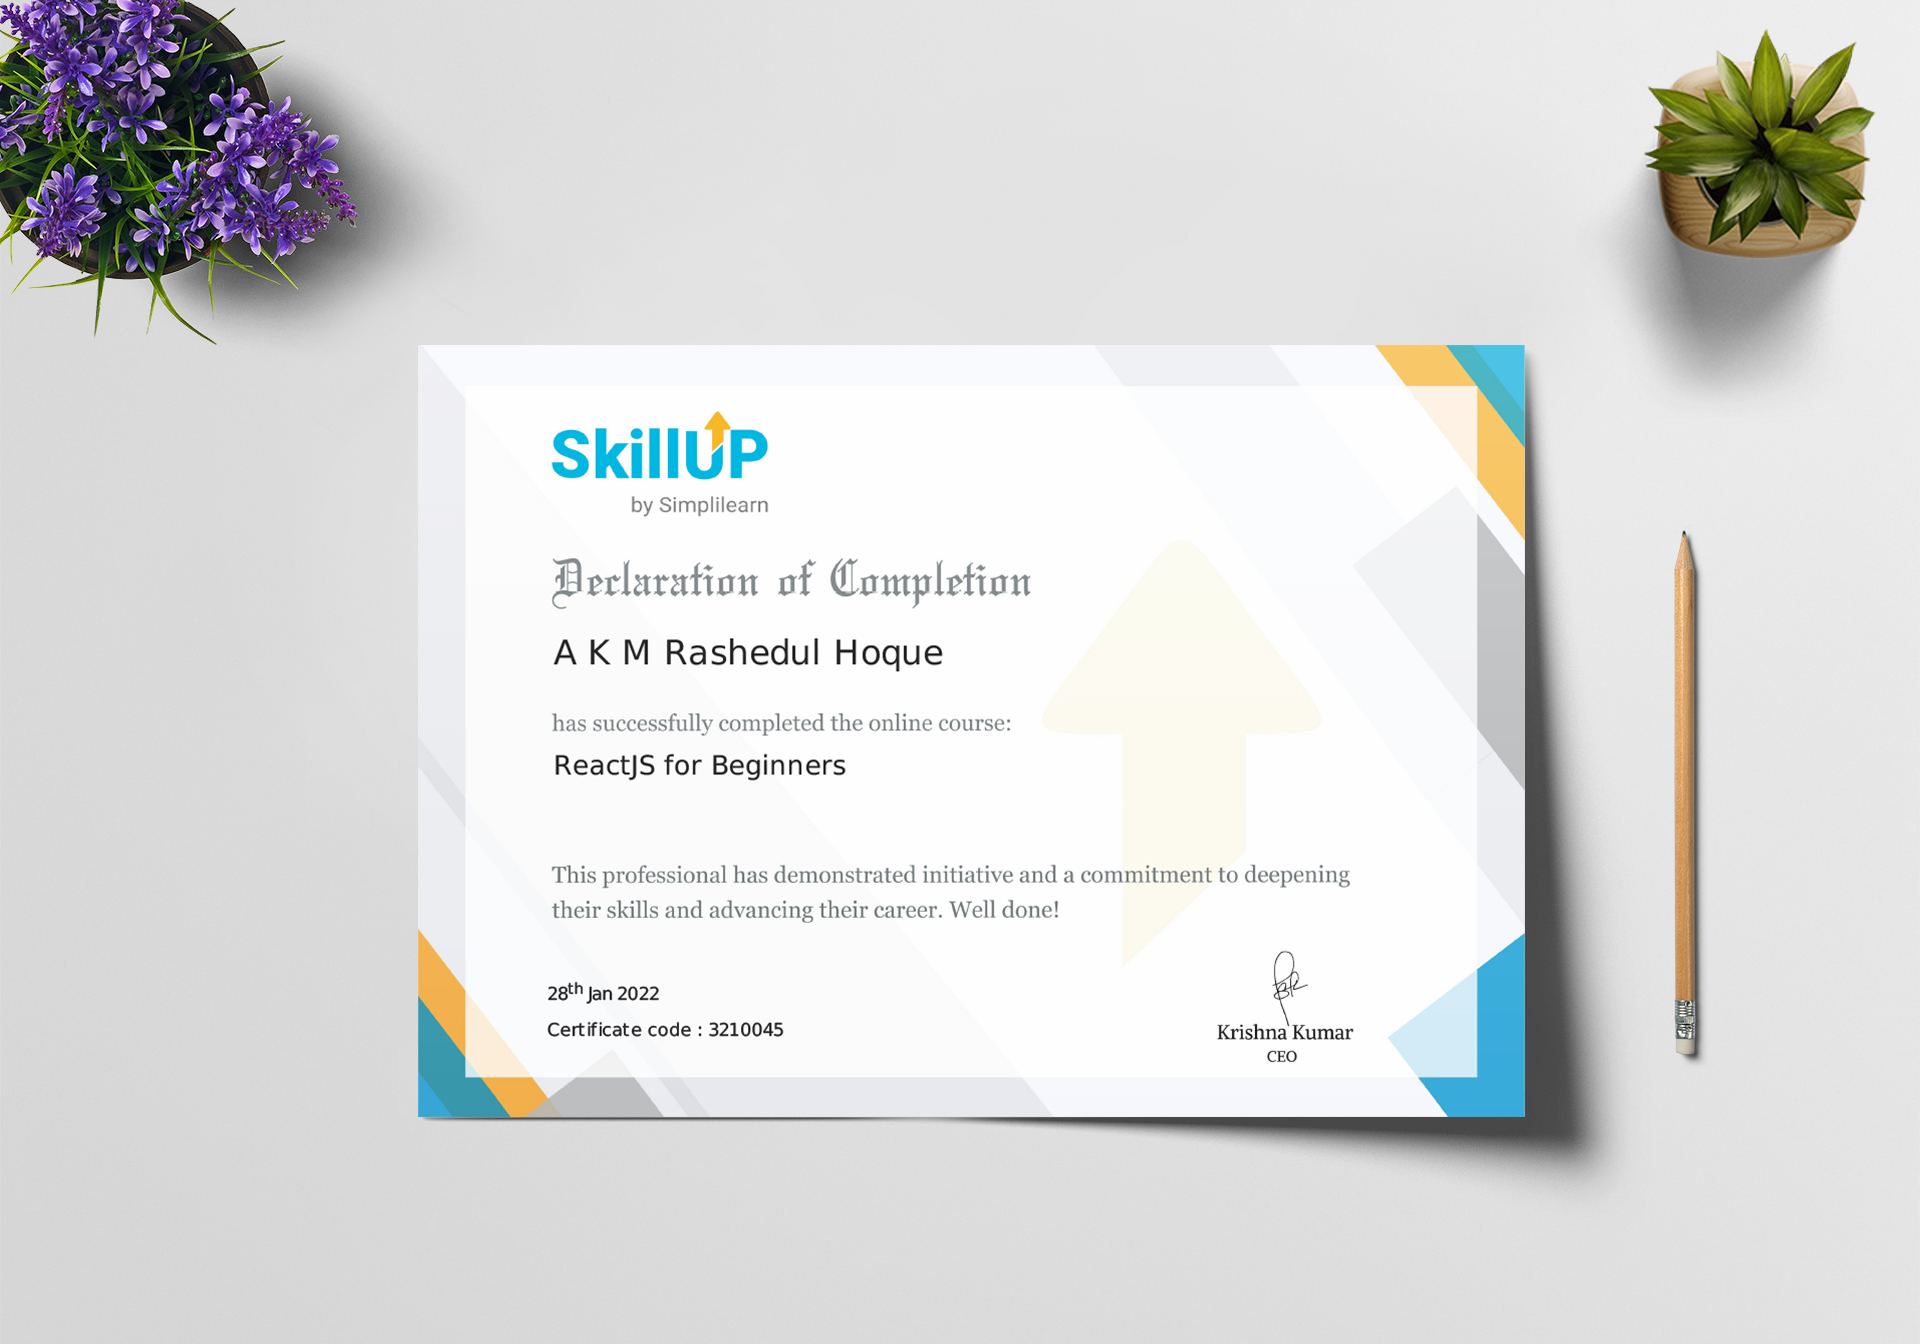 SkillUP
by Simplilearn
Declaration of Completion
A K M Rashedul Hoque
has successfully completed the online course:
ReactJS for Beginners
This professional has demonstrated initiative and a commitment to deepening
their skills and advancing their career. Well done!
28th Jan 2022
Certificate code : 3210045
Krishna Kumar
CEO